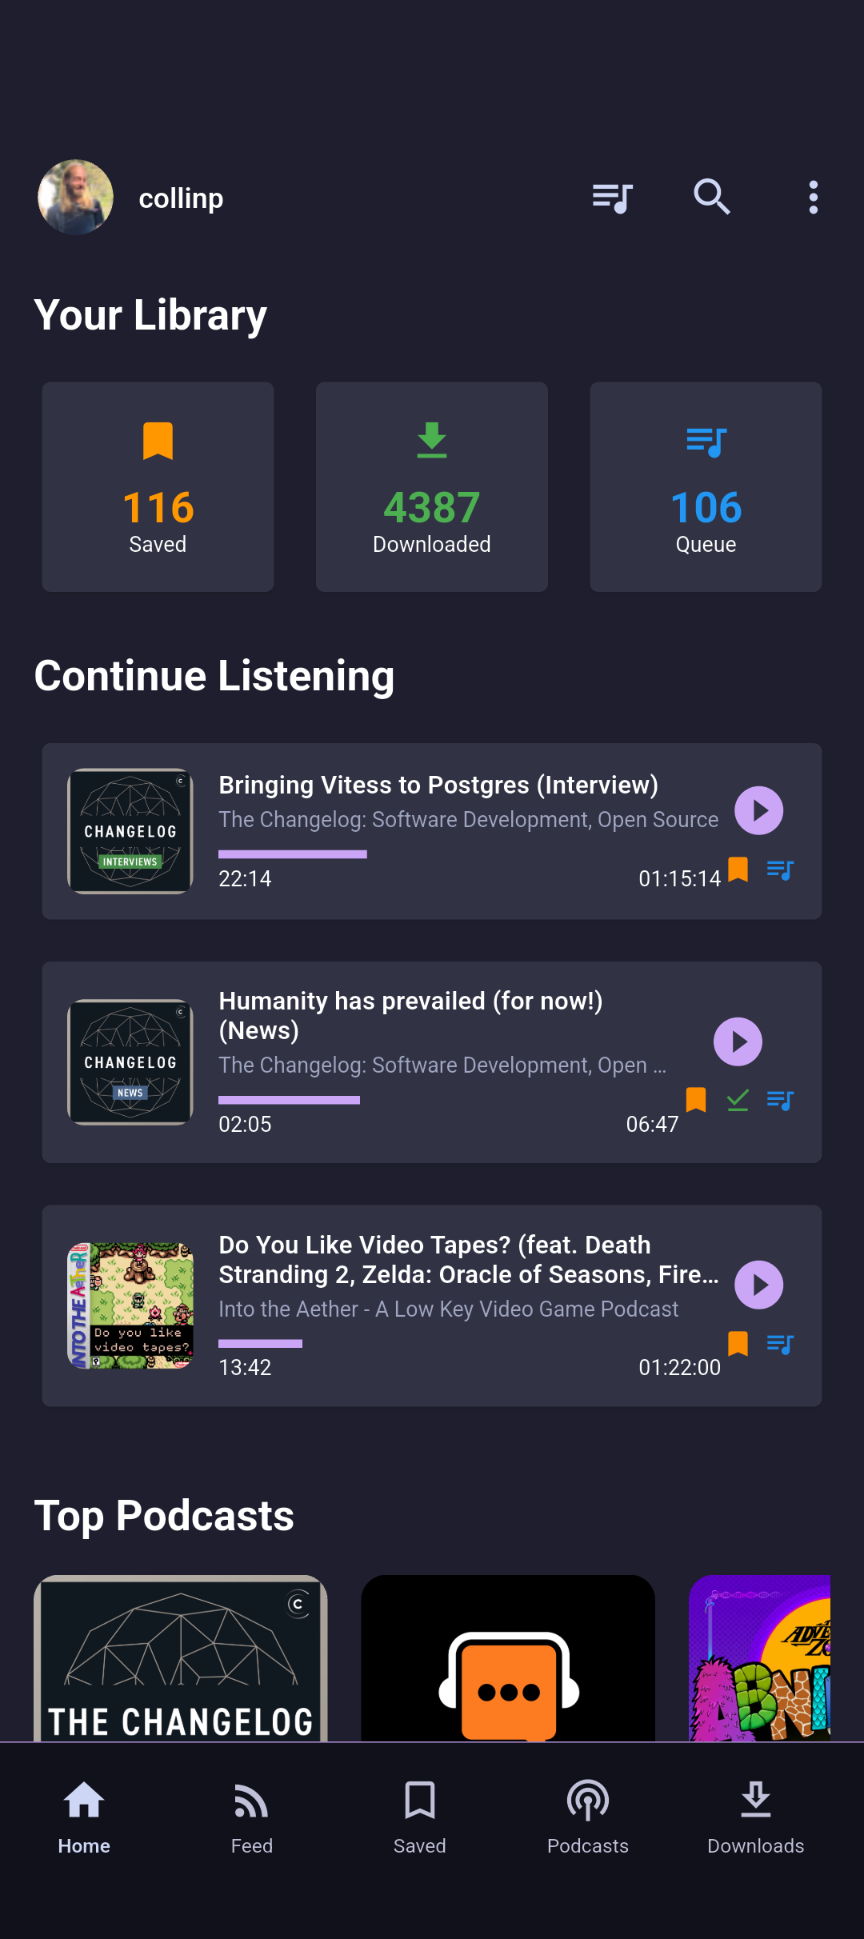 collinp
Your Library
116
Saved
4387
Downloaded
106
Queue
Continue Listening
CHANGELOG
INTERVIEWS
Bringing Vitess to Postgres (Interview)
The Changelog: Software Development, Open Source
22:14
01:15:14
CHANGELOG
NEWS
Humanity has prevailed (for now!)
(News)
The Changelog: Software Development, Open ...
02:05
06:47
INTO THE AETHER
Do you like
video tapes?
Do You Like Video Tapes? (feat. Death
Stranding 2, Zelda: Oracle of Seasons, Fire...
Into the Aether - A Low Key Video Game Podcast
13:42
01:22:00
Top Podcasts
THE CHANGELOG
Home
Feed
Saved
Podcasts
Downloads